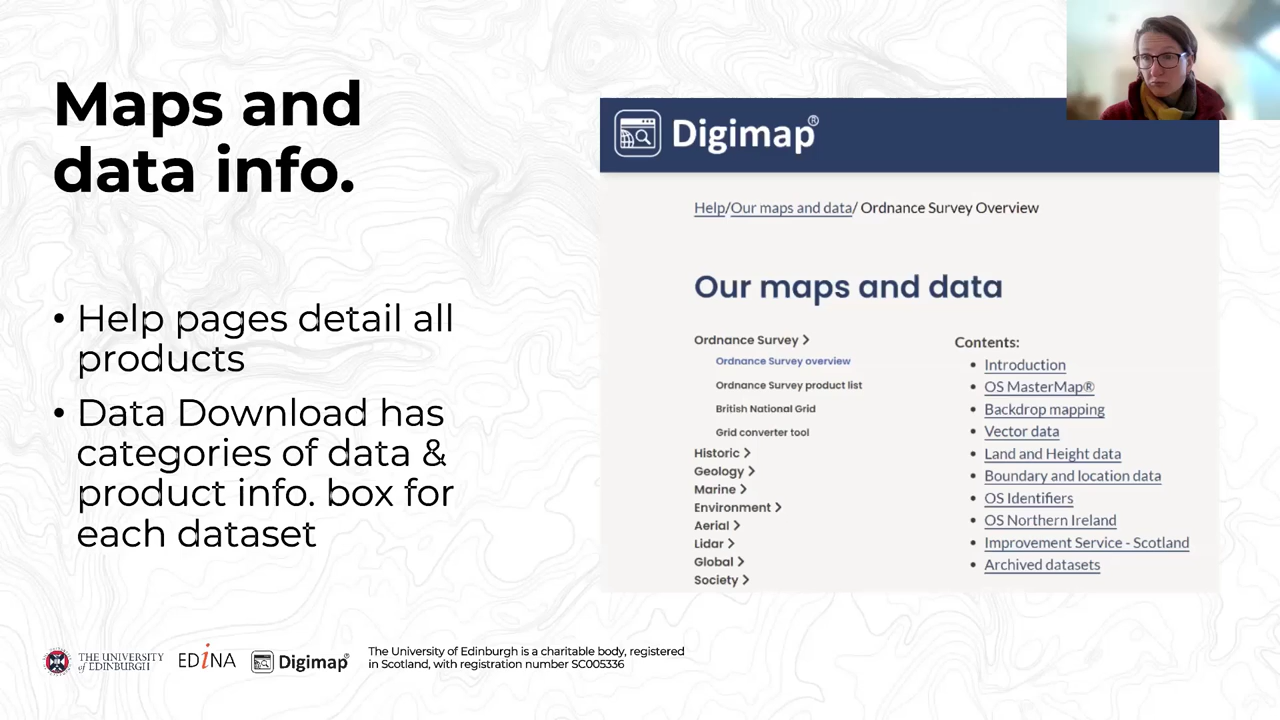 Maps and
data info.
• Help pages detail all
products
• Data Download has
categories of data &
product info. box for
each dataset
Digimap®
Help/Our maps and data/ Ordnance Survey Overview
Our maps and data
Ordnance Survey >
Ordnance Survey overview
Ordnance Survey product list
British National Grid
Grid converter tool
Historic >
Geology >
Marine >
Environment >
Aerial >
Lidar >
Global >
Society >
Contents:
• Introduction
• OS MasterMap®
• Backdrop mapping
• Vector data
• Land and Height data
• Boundary and location data
• OS Identifiers
• OS Northern Ireland
• Improvement Service - Scotland
• Archived datasets
THE UNIVERSITY
of EDINBURGH
EDINA
Digimap®
The University of Edinburgh is a charitable body, registered
in Scotland, with registration number SC005336